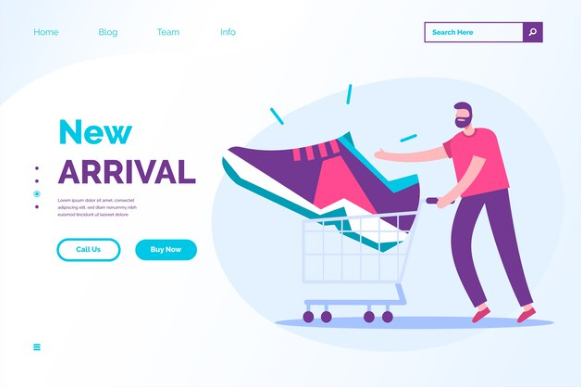 Home Blog Team Info
Search Here
New
ARRIVAL
Lorem ipsum dolor sit amet, consectet
adipiscing elit, sed do nonummy nibh
euismod tincidunt ut laoreet dolore
Call Us
Buy Now